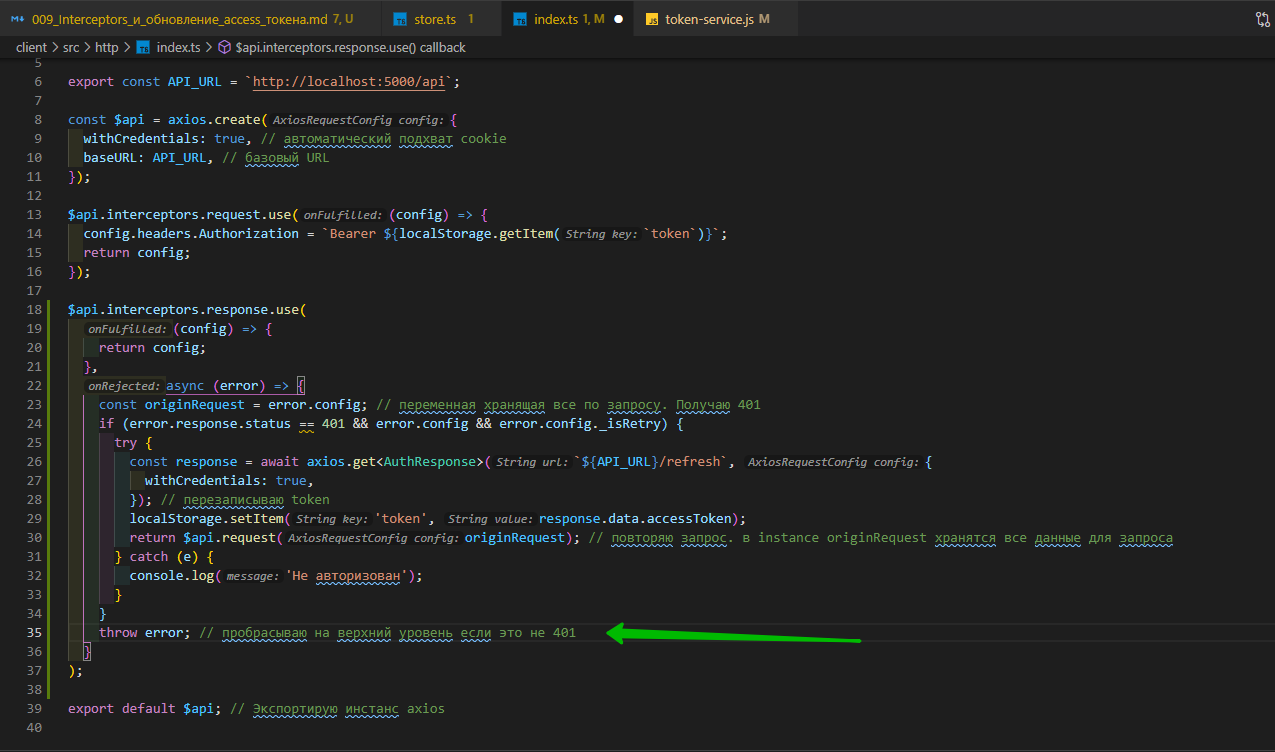 009_Interceptors_и_обновление_access_токена.md 7, U store.ts 1 index.ts 1, M token-service.js M
client > src > http > index.ts > $api.interceptors.response.use() callback
5
6 export const API_URL = `http://localhost:5000/api`;
7
8 const $api = axios.create( AxiosRequestConfig config: {
9 withCredentials: true, // автоматический подхват cookie
10 baseURL: API_URL, // базовый URL
11 });
12
13 $api.interceptors.request.use( onFulfilled: (config) => {
14 config.headers.Authorization = `Bearer ${localStorage.getItem( String key: `token`)}`;
15 return config;
16 });
17
18 $api.interceptors.response.use(
19 onFulfilled: (config) => {
20 return config;
21 },
22 onRejected: async (error) => {
23 const originRequest = error.config; // переменная хранящая все по запросу. Получаю 401
24 if (error.response.status == 401 && error.config && error.config._isRetry) {
25 try {
26 const response = await axios.get<AuthResponse>( String url: `${API_URL}/refresh`, AxiosRequestConfig config: {
27 withCredentials: true,
28 }); // перезаписываю token
29 localStorage.setItem( String key: 'token', String value: response.data.accessToken);
30 return $api.request( AxiosRequestConfig config: originRequest); // повторяю запрос. в instance originRequest хранятся все данные для запроса
31 } catch (e) {
32 console.log( message: 'Не авторизован');
33 }
34 }
35 throw error; // пробрасываю на верхний уровень если это не 401
36 }
37 );
38
39 export default $api; // Экспортирую инстанс axios
40